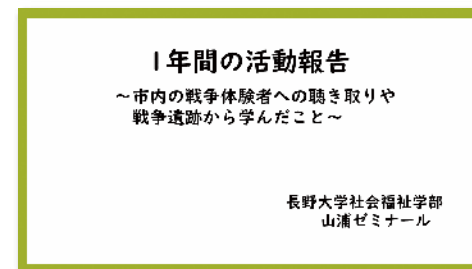 1年間の活動報告
～市内の戦争体験者への聴き取りや
戦争遺跡から学んだこと～
長野大学社会福祉学部
山浦ゼミナール